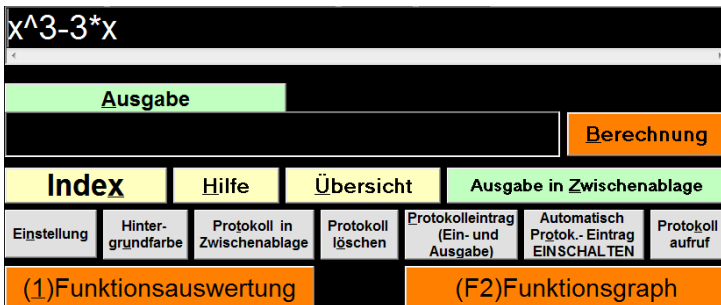 x^3-3*x
Ausgabe
Berechnung
Index Hilfe Übersicht Ausgabe in Zwischenablage
Einstellung
Hinter-
grundfarbe
Protokoll in
Zwischenablage
Protokoll
löschen
Protokolleintrag
(Ein- und
Ausgabe)
Automatisch
Protok.- Eintrag
EINSCHALTEN
Protokoll
aufruf
(1)Funktionsauswertung (F2)Funktionsgraph